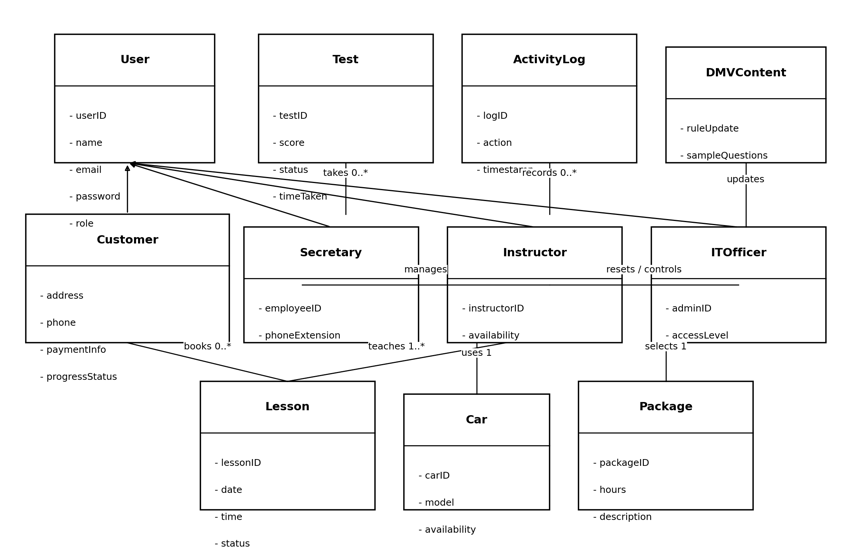 User
- userID
- name
- email
- password
- role
Test
- testID
- score
- status
- timeTaken
ActivityLog
- logID
- action
- timestamp
DMVContent
- ruleUpdate
- sampleQuestions
takes 0..*
records 0..*
updates
Customer
- address
- phone
- paymentInfo
- progressStatus
Secretary
- employeeID
- phoneExtension
Instructor
- instructorID
- availability
ITOfficer
- adminID
- accessLevel
manages
resets / controls
books 0..*
teaches 1..*
uses 1
selects 1
Lesson
- lessonID
- date
- time
- status
Car
- carID
- model
- availability
Package
- packageID
- hours
- description